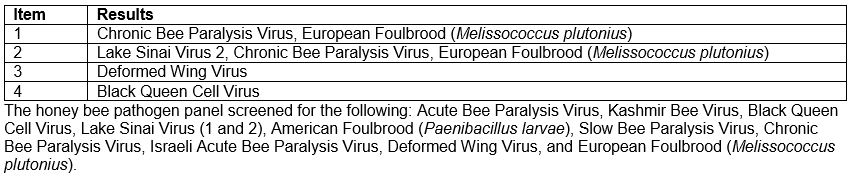 Item Results
1 Chronic Bee Paralysis Virus, European Foulbrood (Melissococcus plutonius)
2 Lake Sinai Virus 2, Chronic Bee Paralysis Virus, European Foulbrood (Melissococcus plutonius)
3 Deformed Wing Virus
4 Black Queen Cell Virus
The honey bee pathogen panel screened for the following: Acute Bee Paralysis Virus, Kashmir Bee Virus, Black Queen
Cell Virus, Lake Sinai Virus (1 and 2), American Foulbrood (Paenibacillus larvae), Slow Bee Paralysis Virus, Chronic
Bee Paralysis Virus, Israeli Acute Bee Paralysis Virus, Deformed Wing Virus, and European Foulbrood (Melissococcus
plutonius).